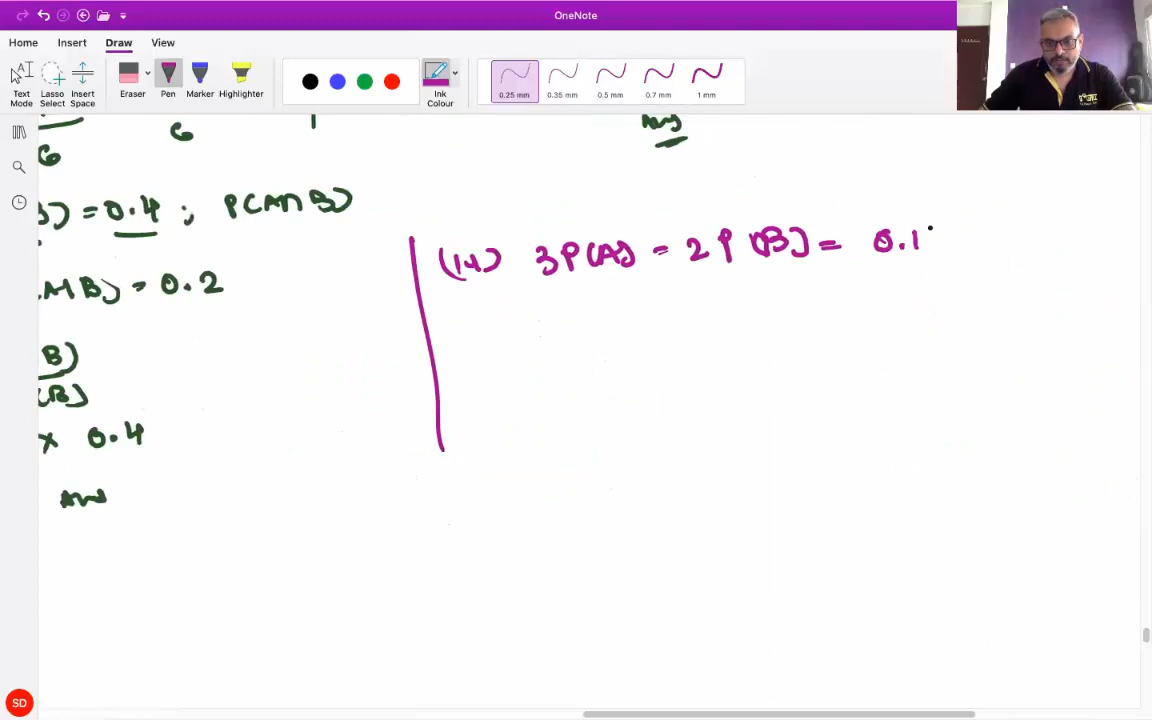 OneNote
Home Insert Draw View
Text Mode
Lasso Select
Insert Space
Eraser
Pen
Marker
Highlighter
Ink Colour
0.25 mm
0.35 mm
0.5 mm
0.7 mm
1 mm
6
6
Ans
B) = 0.4 ; P(A∩B)
(A|B) = 0.2
B)
(B)
x 0.4
Ans
3P(A) = 2P(B) = 0.1
SD